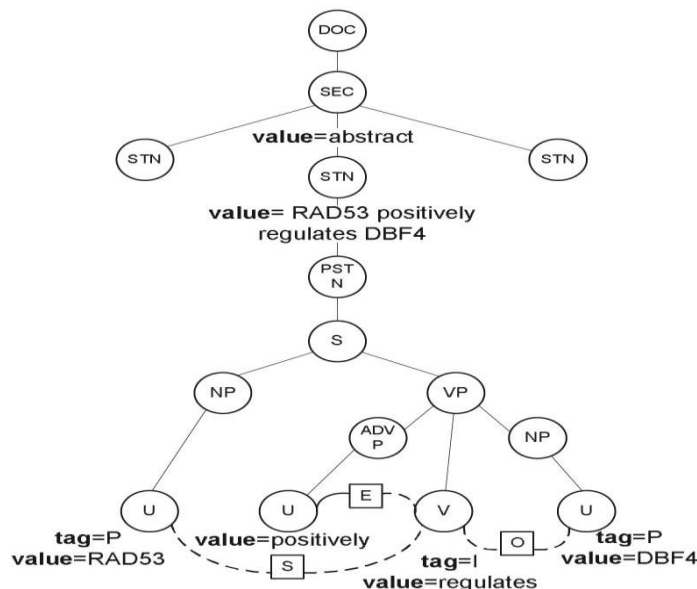 DOC
SEC
value=abstract
STN
STN
STN
value= RAD53 positively
regulates DBF4
PST
N
S
NP
VP
ADV
P
NP
U
U
E
V
O
U
tag=P
value=RAD53
value=positively
S
tag=I
value=regulates
tag=P
value=DBF4